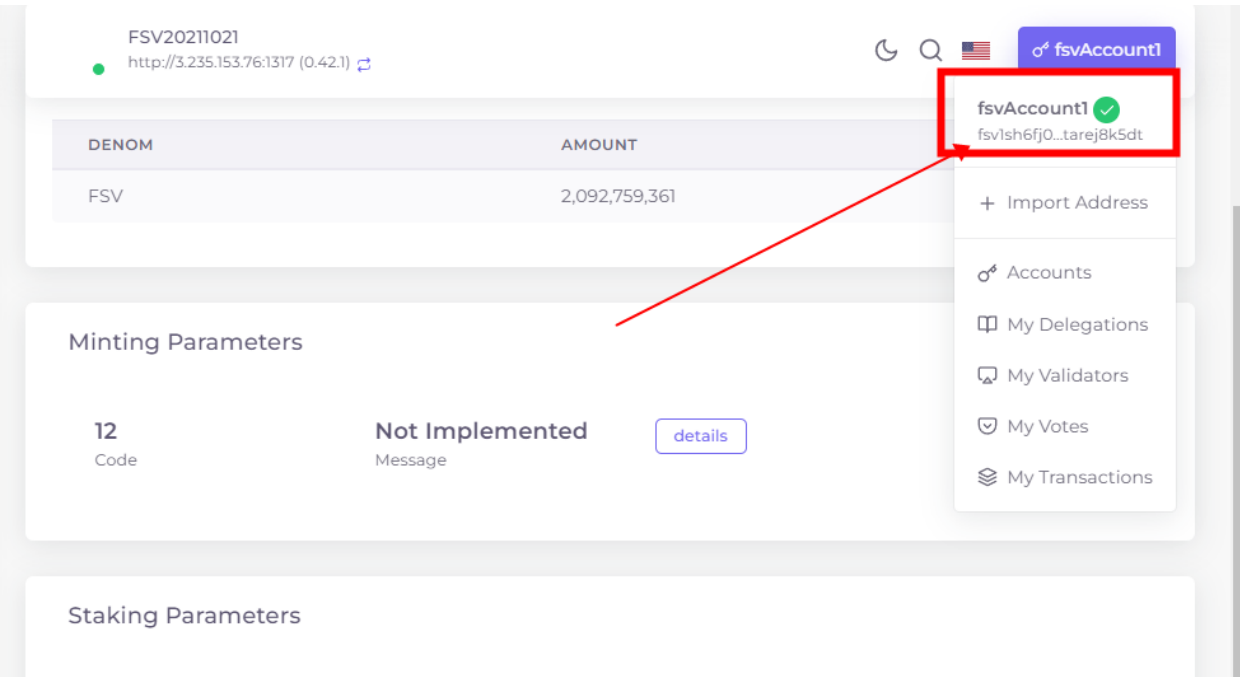 FSV20211021
http://3.235.153.76:1317 (0.42.1)
fsvAccount1
fsvAccount1
fsv1sh6fj0...tarej8k5dt
DENOM AMOUNT
FSV 2,092,759,361
Import Address
Accounts
My Delegations
My Validators
My Votes
My Transactions
Minting Parameters
12 Not Implemented details
Code Message
Staking Parameters